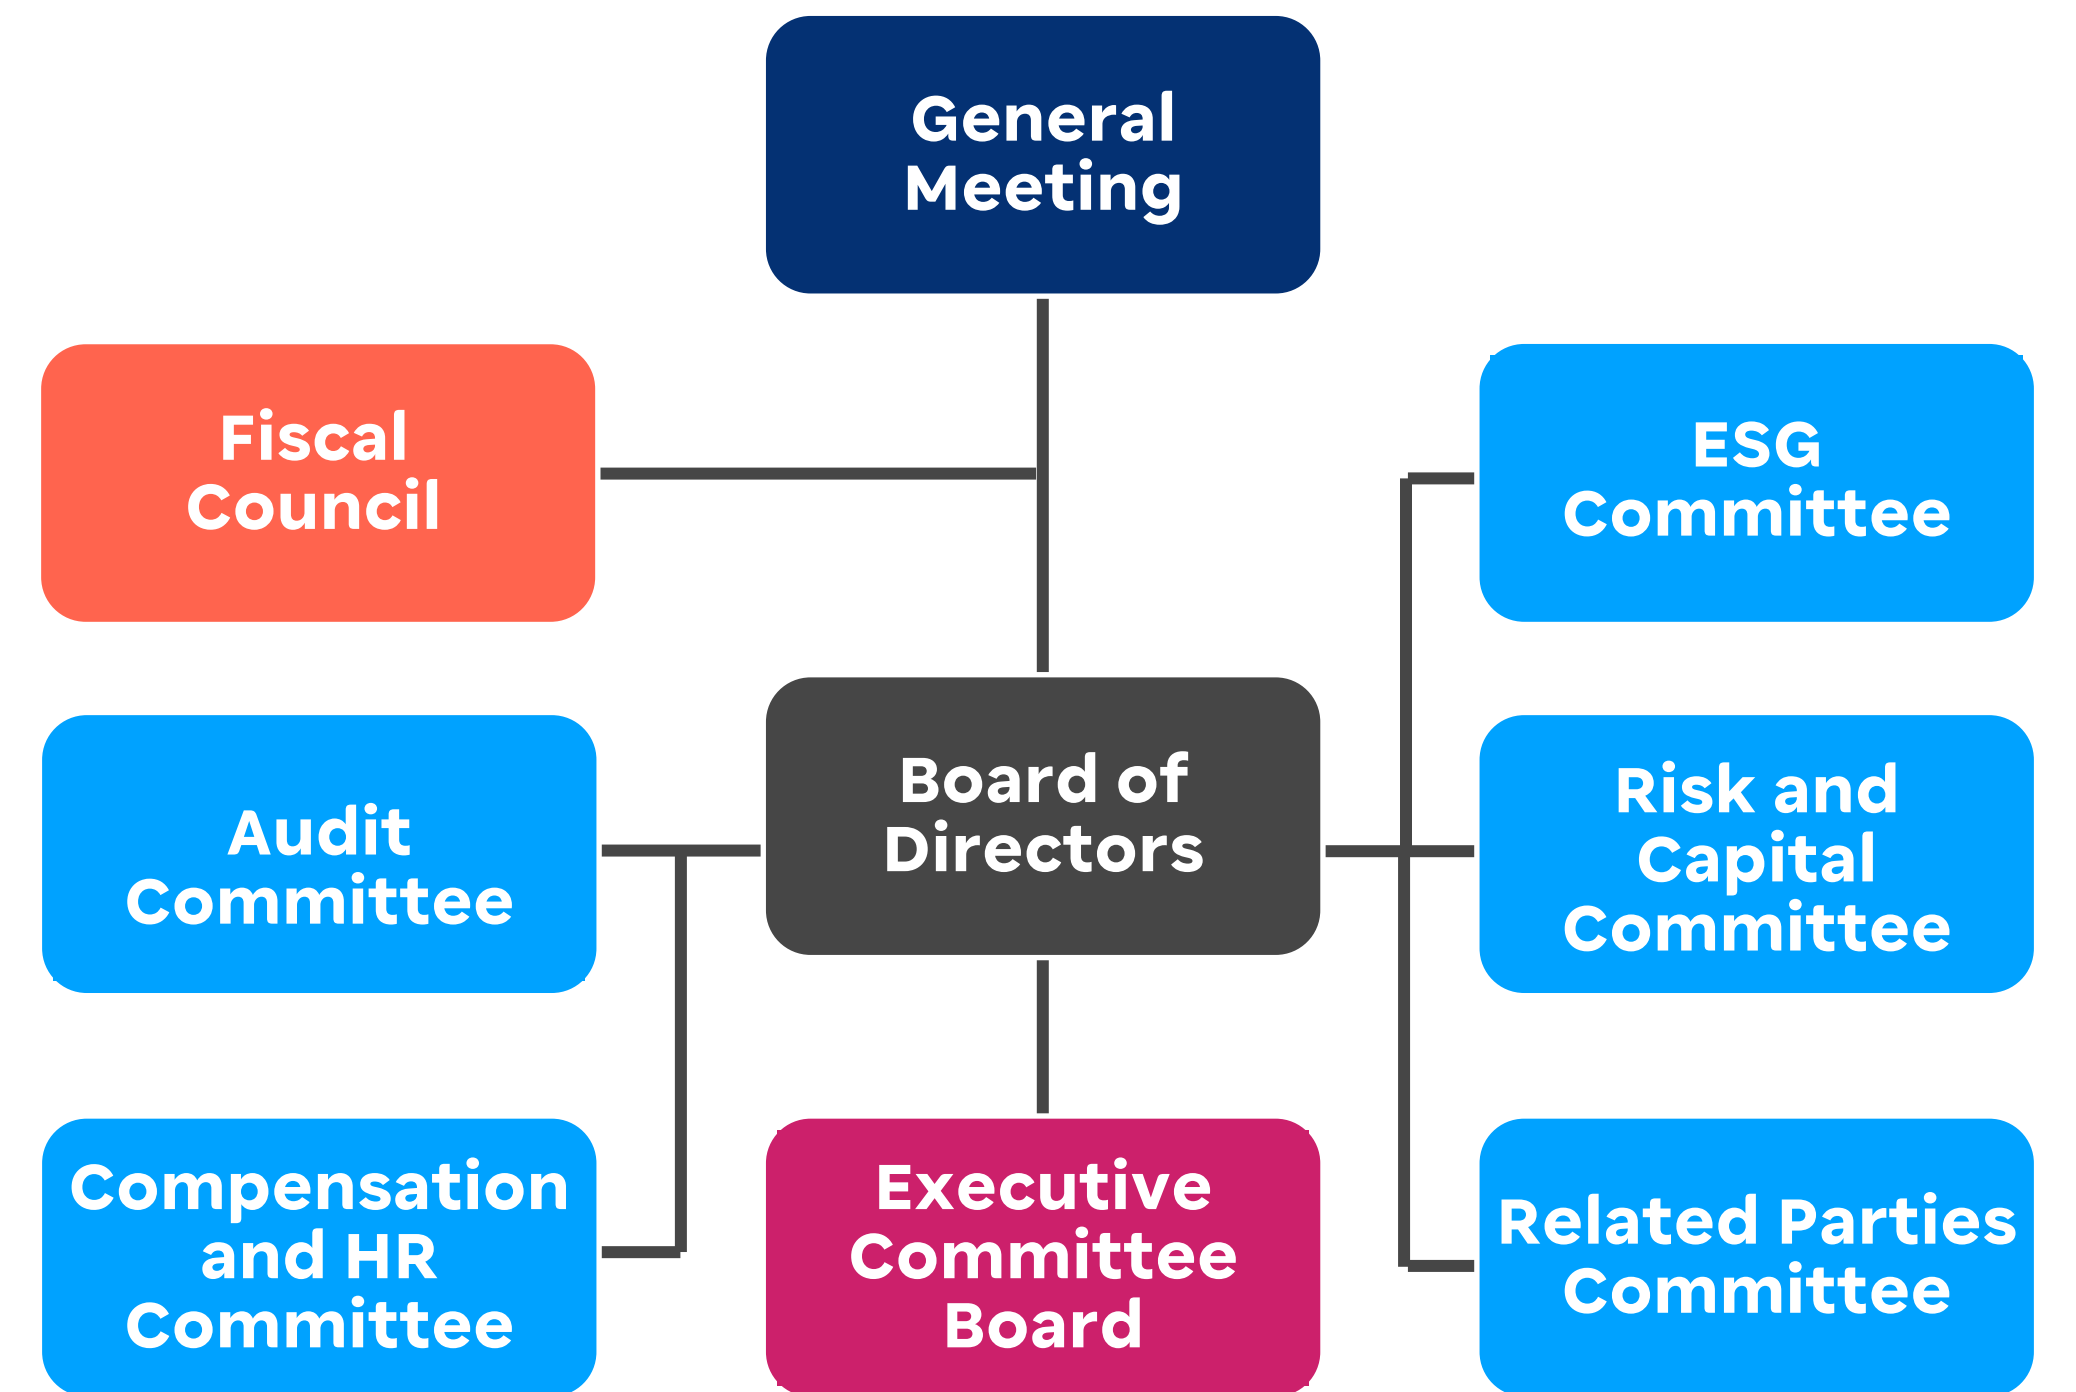 General
Meeting
Fiscal
Council
ESG
Committee
Audit
Committee
Board of
Directors
Risk and
Capital
Committee
Compensation
and HR
Committee
Executive
Committee
Board
Related Parties
Committee